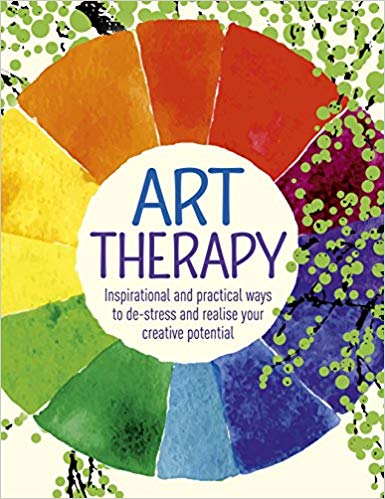 ART
THERAPY
Inspirational and practical ways
to de-stress and realise your
creative potential